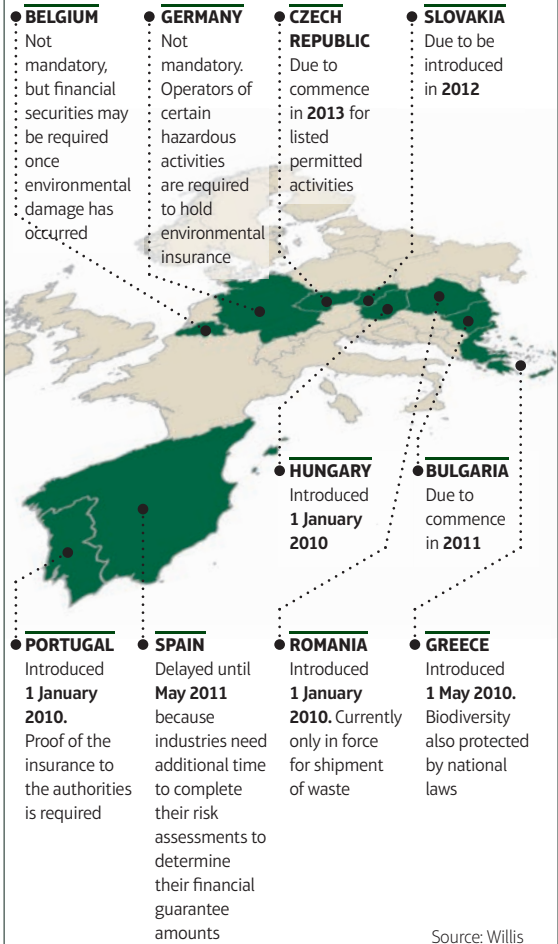 BELGIUM
Not
mandatory,
but financial
securities may
be required
once
environmental
damage has
occurred
GERMANY
Not
mandatory.
Operators of
certain
hazardous
activities
are required
to hold
environmental
insurance
CZECH
REPUBLIC
Due to
commence
in 2013 for
listed
permitted
activities
SLOVAKIA
Due to be
introduced
in 2012
HUNGARY
Introduced
1 January
2010
BULGARIA
Due to
commence
in 2011
PORTUGAL
Introduced
1 January
2010.
Proof of the
insurance to
the authorities
is required
SPAIN
Delayed until
May 2011
because
industries need
additional time
to complete
their risk
assessments to
determine
their financial
guarantee
amounts
ROMANIA
Introduced
1 January
2010. Currently
only in force
for shipment
of waste
GREECE
Introduced
1 May 2010.
Biodiversity
also protected
by national
laws
Source: Willis